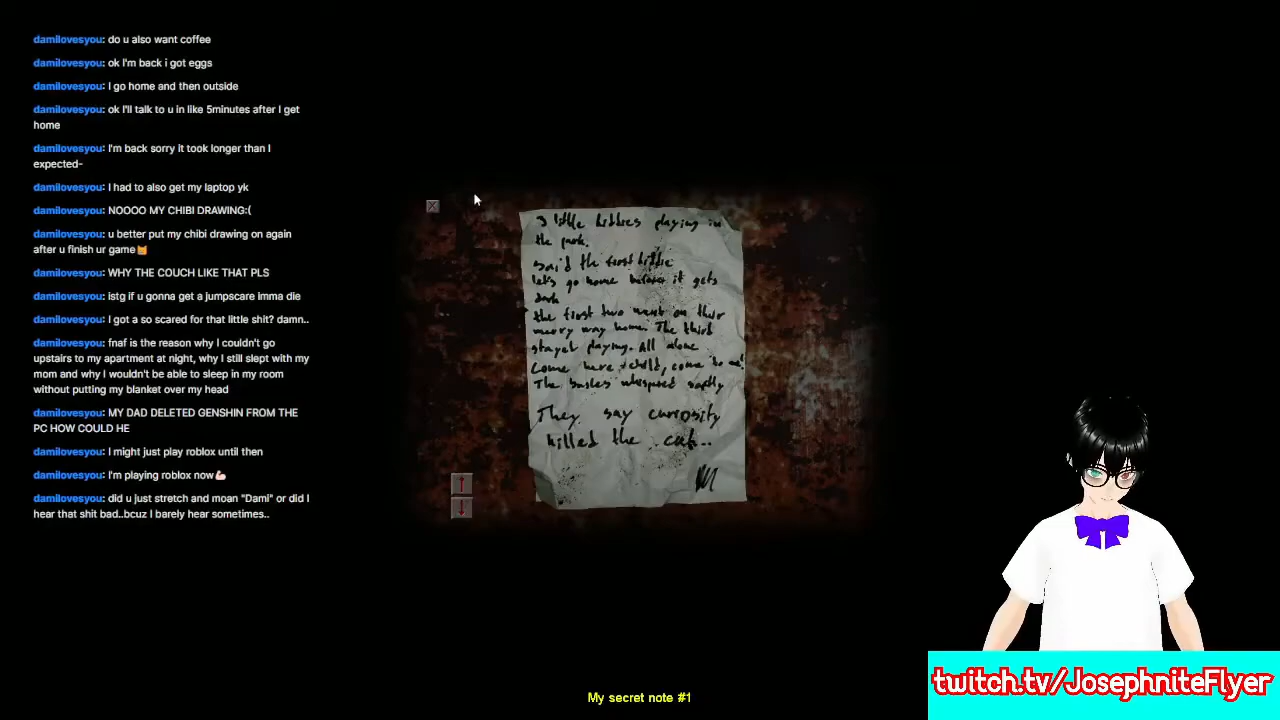 damilovesyou: do u also want coffee
damilovesyou: ok I'm back i got eggs
damilovesyou: I go home and then outside
damilovesyou: ok I'll talk to u in like 5minutes after I get
home
damilovesyou: I'm back sorry it took longer than I
expected-
damilovesyou: I had to also get my laptop yk
damilovesyou: NOOOO MY CHIBI DRAWING:(
damilovesyou: u better put my chibi drawing on again
after u finish ur game
damilovesyou: WHY THE COUCH LIKE THAT PLS
damilovesyou: istg if u gonna get a jumpscare imma die
damilovesyou: I got a so scared for that little shit? damn..
damilovesyou: fnaf is the reason why I couldn't go
upstairs to my apartment at night, why I still slept with my
mom and why I wouldn't be able to sleep in my room
without putting my blanket over my head
damilovesyou: MY DAD DELETED GENSHIN FROM THE
PC HOW COULD HE
damilovesyou: I might just play roblox until then
damilovesyou: I'm playing roblox now💪🏻
damilovesyou: did u just stretch and moan "Dami" or did I
hear that shit bad..bcuz I barely hear sometimes..
3 little kitties playing in
the park.
said the first kittie
let's go home before it gets
dark
the first two went on their
merry way home. The third
stayed playing. All alone
Come here child, come to me!
The bushes whispered softly
They say curiosity
killed the cat..
My secret note #1
twitch.tv/JosephniteFlyer